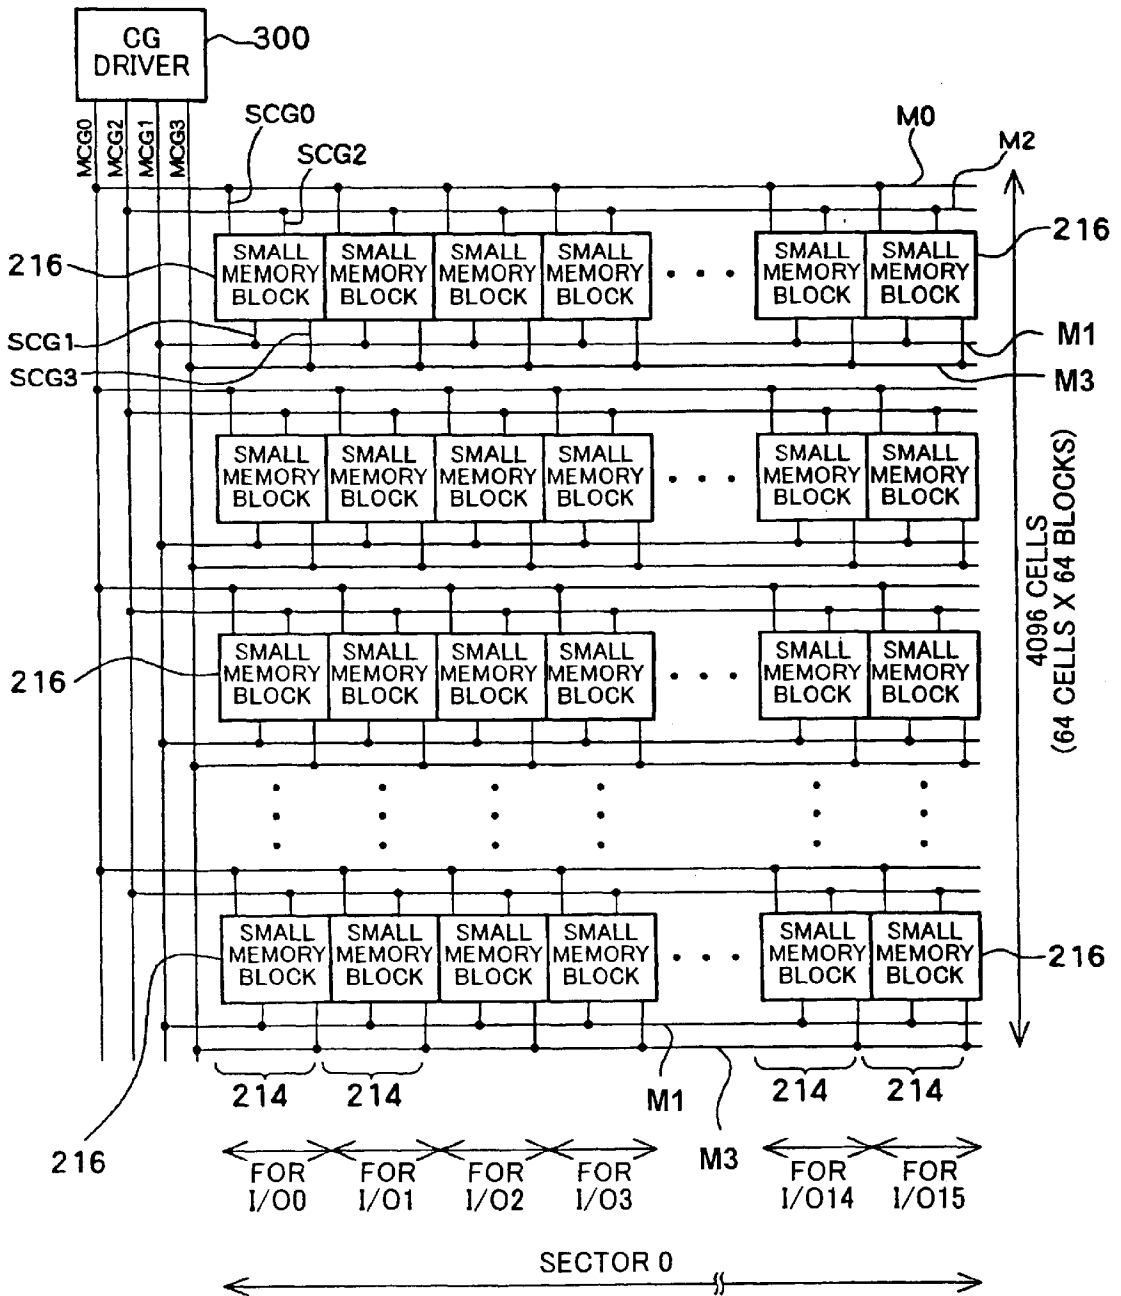 CG
DRIVER
300
MCG0
MCG2
MCG1
MCG3
SCG0
SCG2
M0
M2
216
SMALL MEMORY BLOCK
SMALL MEMORY BLOCK
SMALL MEMORY BLOCK
SMALL MEMORY BLOCK
SMALL MEMORY BLOCK
SMALL MEMORY BLOCK
216
SCG1
SCG3
M1
M3
SMALL MEMORY BLOCK
SMALL MEMORY BLOCK
SMALL MEMORY BLOCK
SMALL MEMORY BLOCK
SMALL MEMORY BLOCK
SMALL MEMORY BLOCK
4096 CELLS
(64 CELLS X 64 BLOCKS)
216
SMALL MEMORY BLOCK
SMALL MEMORY BLOCK
SMALL MEMORY BLOCK
SMALL MEMORY BLOCK
SMALL MEMORY BLOCK
SMALL MEMORY BLOCK
SMALL MEMORY BLOCK
SMALL MEMORY BLOCK
SMALL MEMORY BLOCK
SMALL MEMORY BLOCK
SMALL MEMORY BLOCK
SMALL MEMORY BLOCK
216
214
214
M1
214
214
216
M3
FOR I/O0
FOR I/O1
FOR I/O2
FOR I/O3
FOR I/O14
FOR I/O15
SECTOR 0